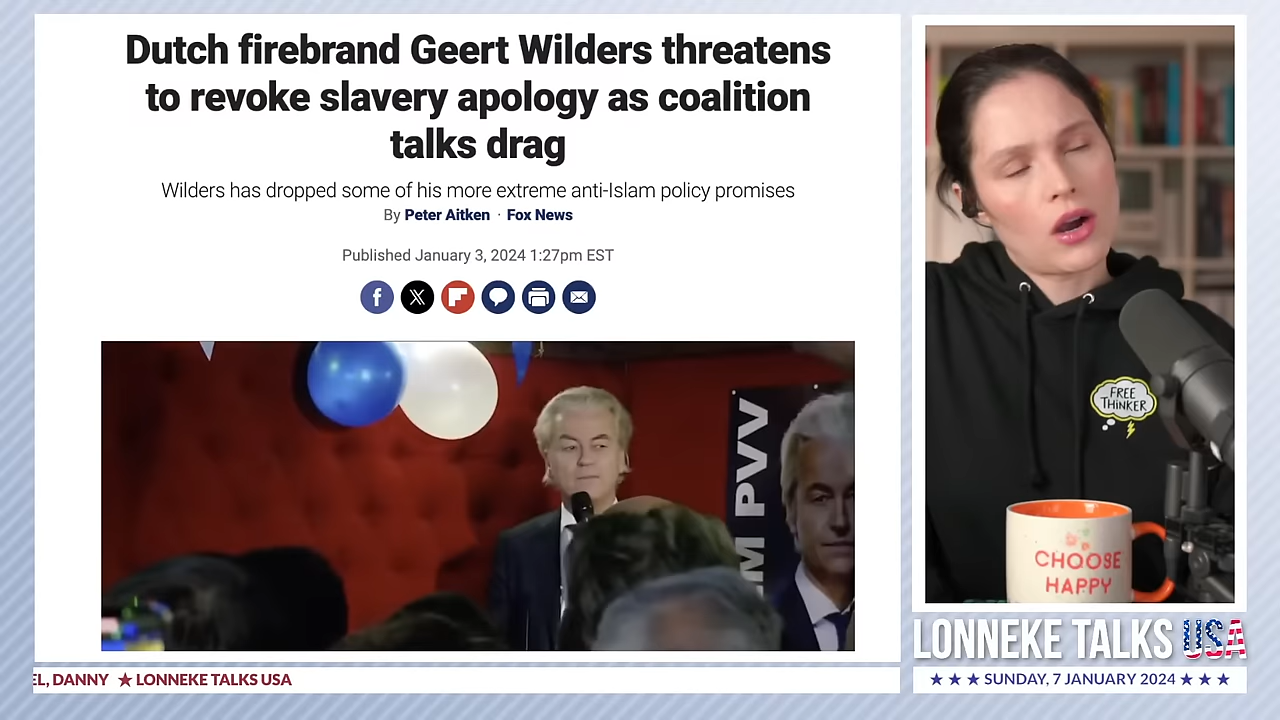 Dutch firebrand Geert Wilders threatens
to revoke slavery apology as coalition
talks drag
Wilders has dropped some of his more extreme anti-Islam policy promises
By Peter Aitken · Fox News
Published January 3, 2024 1:27pm EST
PVV
FREE
THINKER
CHOOSE
HAPPY
LONNEKE TALKS USA
EL, DANNY ★ LONNEKE TALKS USA
★ ★ ★ SUNDAY, 7 JANUARY 2024 ★ ★ ★